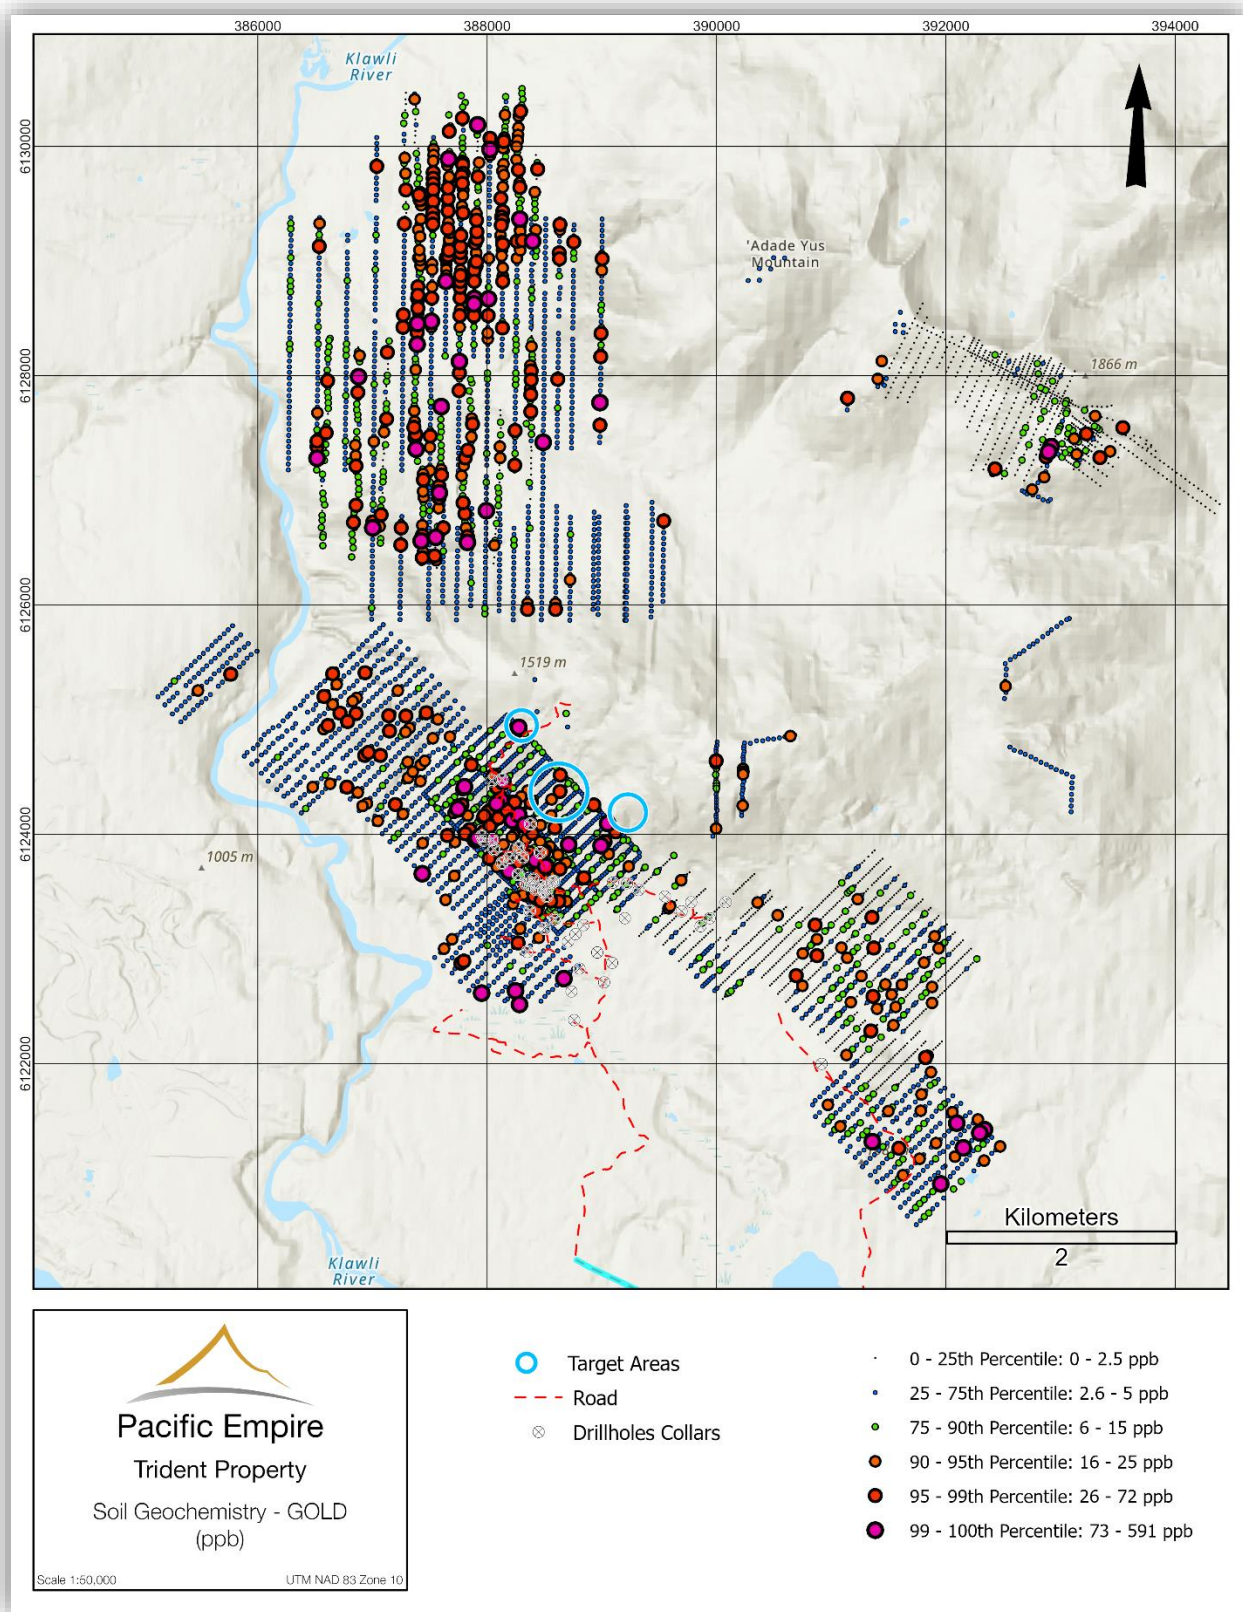 386000
388000
390000
392000
394000
Klawli
River
6130000
'Adade Yus
Mountain
6128000
1866 m
6126000
1519 m
6124000
1005 m
6122000
Kilometers
2
Klawli
River
Pacific Empire
Trident Property
Soil Geochemistry - GOLD
(ppb)
Scale 1:50,000
UTM NAD 83 Zone 10
Target Areas
Road
Drillholes Collars
0 - 25th Percentile: 0 - 2.5 ppb
25 - 75th Percentile: 2.6 - 5 ppb
75 - 90th Percentile: 6 - 15 ppb
90 - 95th Percentile: 16 - 25 ppb
95 - 99th Percentile: 26 - 72 ppb
99 - 100th Percentile: 73 - 591 ppb